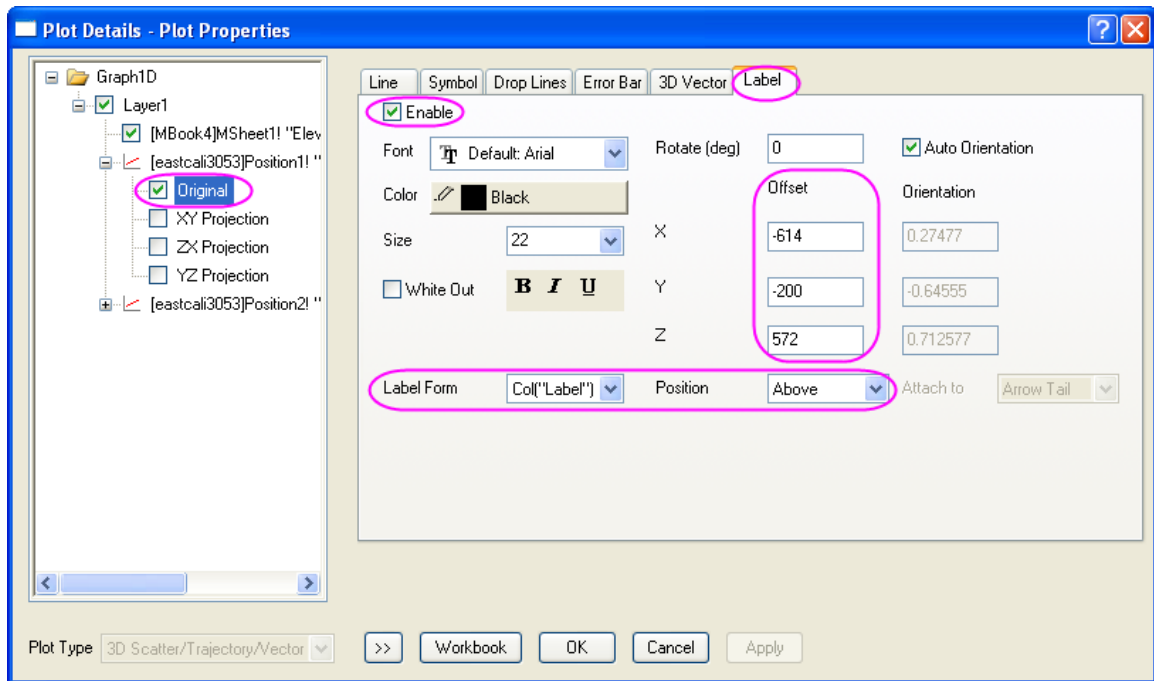 Plot Details - Plot Properties
Graph1D
Layer1
[MBook4]MSheet1! "Elev
[eastcali3053]Position1! "
Original
XY Projection
ZX Projection
YZ Projection
[eastcali3053]Position2! "
Line Symbol Drop Lines Error Bar 3D Vector Label
Enable
Font Default: Arial Rotate (deg) 0 Auto Orientation
Color Black Offset Orientation
Size 22 X -614 0.27477
White Out B I U Y -200 -0.64555
Z 572 0.712577
Label Form Col("Label") Position Above Attach to Arrow Tail
Plot Type 3D Scatter/Trajectory/Vector >> Workbook OK Cancel Apply